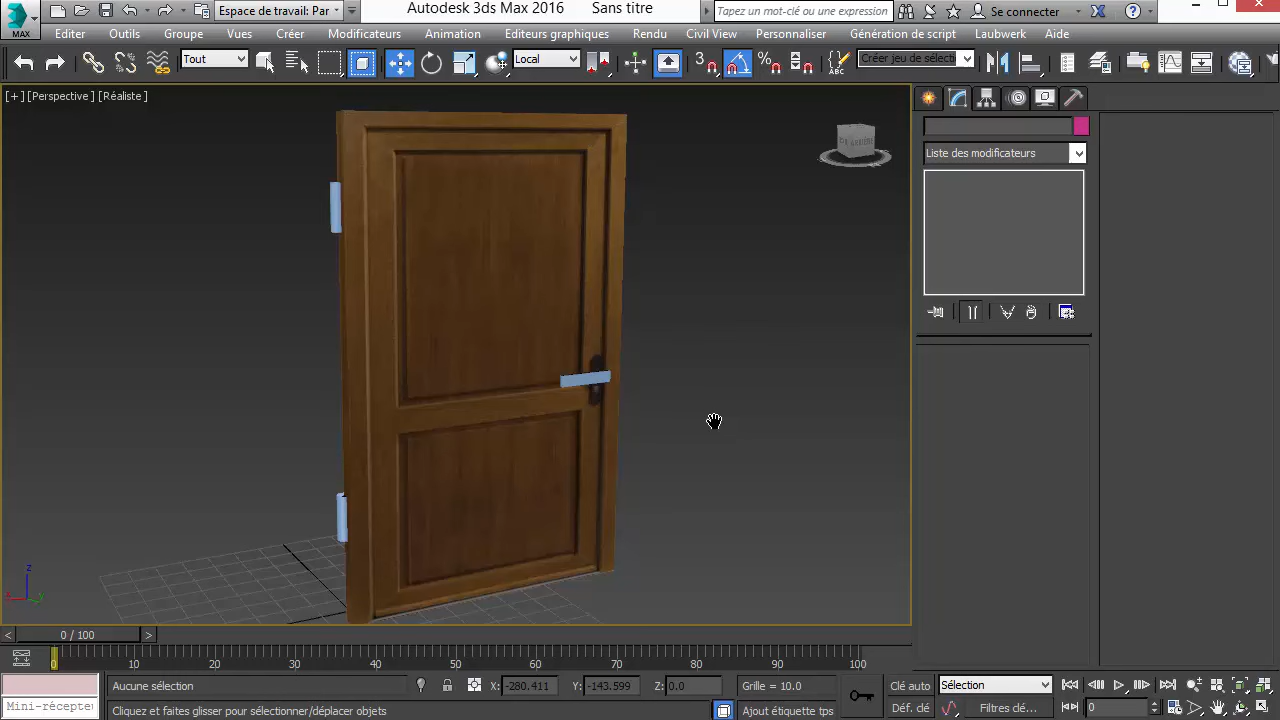 MAX
Espace de travail: Par
Autodesk 3ds Max 2016 Sans titre
Tapez un mot-clé ou une expression
Se connecter
Editer Outils Groupe Vues Créer Modificateurs Animation Editeurs graphiques Rendu Civil View Personnaliser Génération de script Laubwerk Aide
Tout
Local
3
%
ABC
Créer jeu de sélecti
[+] [Perspective ] [Réaliste ]
Liste des modificateurs
z
x
y
< 0 / 100 >
0 10 20 30 40 50 60 70 80 90 100
Aucune sélection
X: -280.411 Y: -143.599 Z: 0.0
Grille = 10.0
Clé auto
Sélection
Mini-récepte
Cliquez et faites glisser pour sélectionner/déplacer objets
Ajout étiquette tps
Déf. dé
Filtres clé...
0